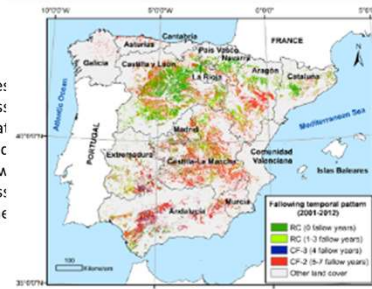 10°0'0"W 5°0'0"W 0°0'0" 5°0'
Cantabria
FRANCE
N
Asturias
País Vasco
Galicia
Navarra
Castilla y León
La Rioja
Aragón
Cataluña
Atlantic Ocean
Mediterranean Sea
40°0'0"N
PORTUGAL
Madrid
Extremadura
Castilla-La Mancha
Comunidad
Valenciana
Islas Baleares
Murcia
Andalucía
Fallowing temporal pattern
(2001-2012)
RC (0 fallow years)
RC (1-3 fallow years)
CF-3 (4 fallow years)
CF-2 (5-7 fallow years)
Other land cover
100
Kilometers